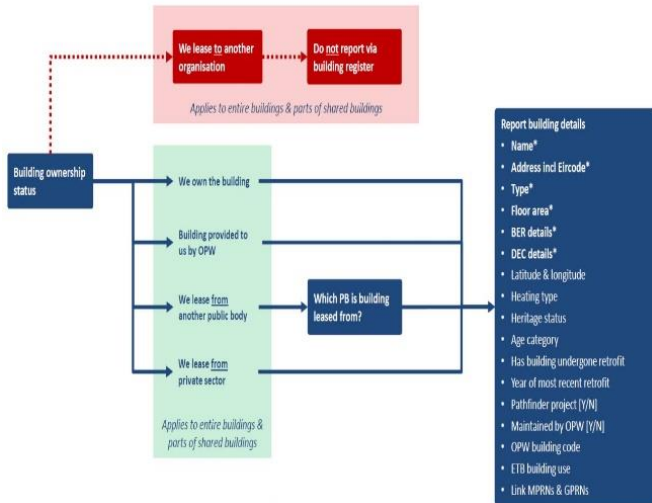 We lease to another
organisation
Do not report via
building register
Applies to entire buildings & parts of shared buildings
Building ownership
status
We own the building
Building provided to
us by OPW
We lease from
another public body
Which PB is building
leased from?
We lease from
private sector
Applies to entire buildings &
parts of shared buildings
Report building details
• Name*
• Address incl Eircode*
• Type*
• Floor area*
• BER details*
• DEC details*
• Latitude & longitude
• Heating type
• Heritage status
• Age category
• Has building undergone retrofit
• Year of most recent retrofit
• Pathfinder project [Y/N]
• Maintained by OPW [Y/N]
• OPW building code
• ETB building use
• Link MPRNs & GPRNs